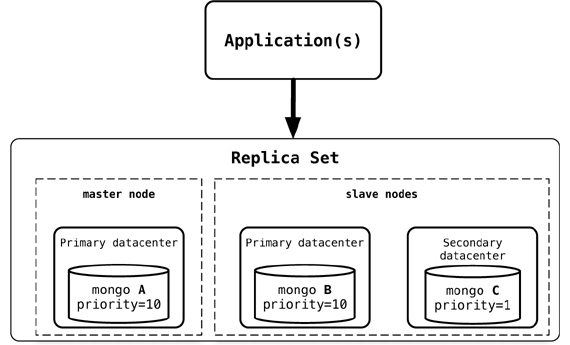 Application(s)
Replica Set
master node
slave nodes
Primary datacenter
mongo A
priority=10
Primary datacenter
mongo B
priority=10
Secondary
datacenter
mongo C
priority=1